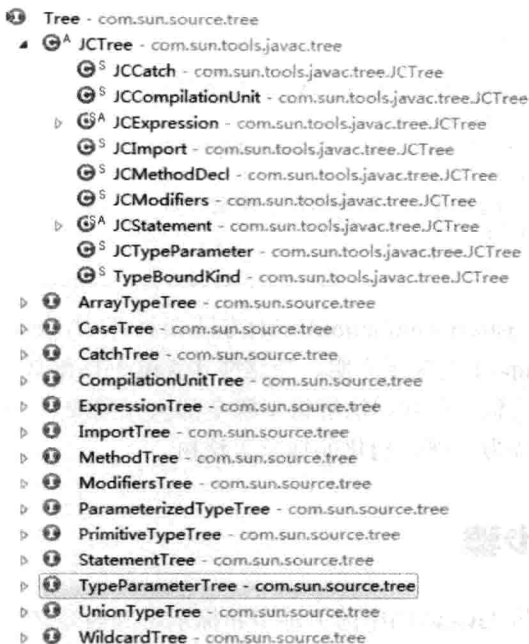 Tree - com.sun.source.tree
JCTree - com.sun.tools.javac.tree
JCCatch - com.sun.tools.javac.tree.JCTree
JCCompilationUnit - com.sun.tools.javac.tree.JCTree
JCExpression - com.sun.tools.javac.tree.JCTree
JCImport - com.sun.tools.javac.tree.JCTree
JCMethodDecl - com.sun.tools.javac.tree.JCTree
JCModifiers - com.sun.tools.javac.tree.JCTree
JCStatement - com.sun.tools.javac.tree.JCTree
JCTypeParameter - com.sun.tools.javac.tree.JCTree
TypeBoundKind - com.sun.tools.javac.tree.JCTree
ArrayTypeTree - com.sun.source.tree
CaseTree - com.sun.source.tree
CatchTree - com.sun.source.tree
CompilationUnitTree - com.sun.source.tree
ExpressionTree - com.sun.source.tree
ImportTree - com.sun.source.tree
MethodTree - com.sun.source.tree
ModifiersTree - com.sun.source.tree
ParameterizedTypeTree - com.sun.source.tree
PrimitiveTypeTree - com.sun.source.tree
StatementTree - com.sun.source.tree
TypeParameterTree - com.sun.source.tree
UnionTypeTree - com.sun.source.tree
WildcardTree - com.sun.source.tree